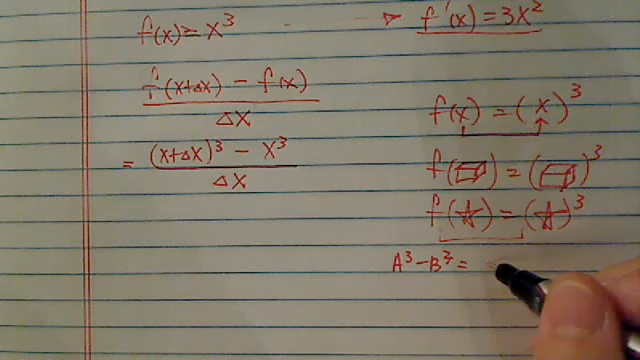 f(x) = x³
f(x+Δx) - f(x)
Δx
= (x+Δx)³ - x³
Δx
→ f'(x) = 3x²
f(x) = (x)³
f( ) = ( )³
f(☆) = (☆)³
A³ - B³ =